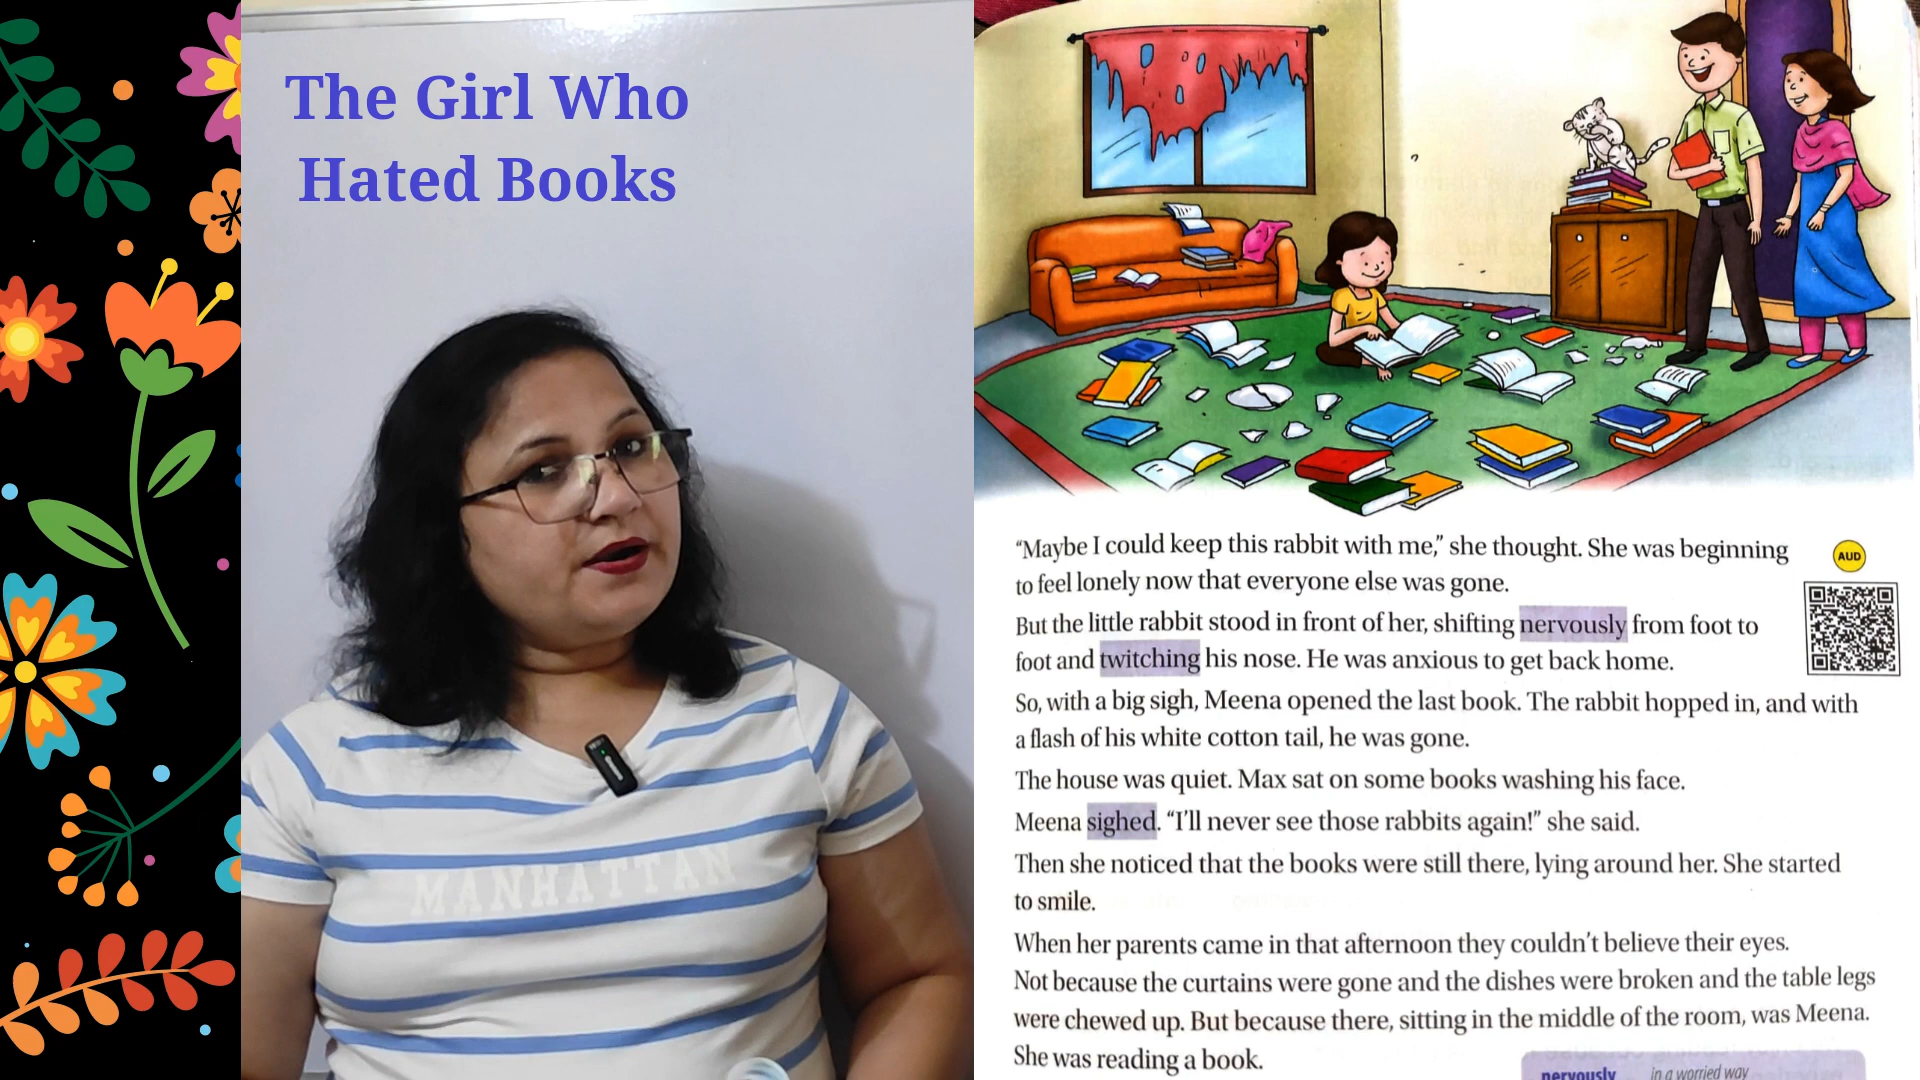 The Girl Who
Hated Books
MANHATTAN
“Maybe I could keep this rabbit with me,” she thought. She was beginning
to feel lonely now that everyone else was gone.
AUD
But the little rabbit stood in front of her, shifting nervously from foot to
foot and twitching his nose. He was anxious to get back home.
So, with a big sigh, Meena opened the last book. The rabbit hopped in, and with
a flash of his white cotton tail, he was gone.
The house was quiet. Max sat on some books washing his face.
Meena sighed. “I’ll never see those rabbits again!” she said.
Then she noticed that the books were still there, lying around her. She started
to smile.
When her parents came in that afternoon they couldn’t believe their eyes.
Not because the curtains were gone and the dishes were broken and the table legs
were chewed up. But because there, sitting in the middle of the room, was Meena.
She was reading a book.
nervously in a worried way